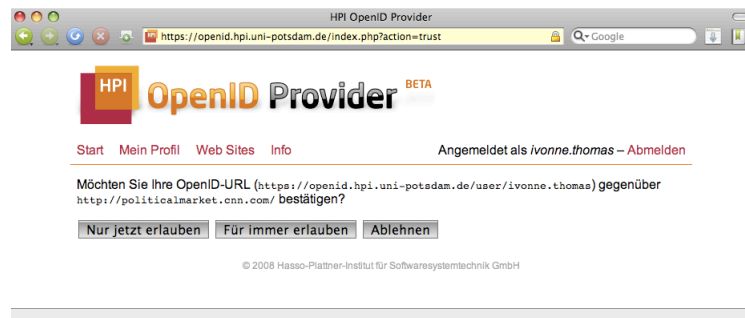 HPI OpenID Provider
https://openid.hpi.uni-potsdam.de/index.php?action=trust
Google
HPI OpenID Provider BETA
Start Mein Profil Web Sites Info Angemeldet als ivonne.thomas – Abmelden
Möchten Sie Ihre OpenID-URL (https://openid.hpi.uni-potsdam.de/user/ivonne.thomas) gegenüber
http://politicalmarket.cnn.com/ bestätigen?
Nur jetzt erlauben Für immer erlauben Ablehnen
© 2008 Hasso-Plattner-Institut für Softwaresystemtechnik GmbH